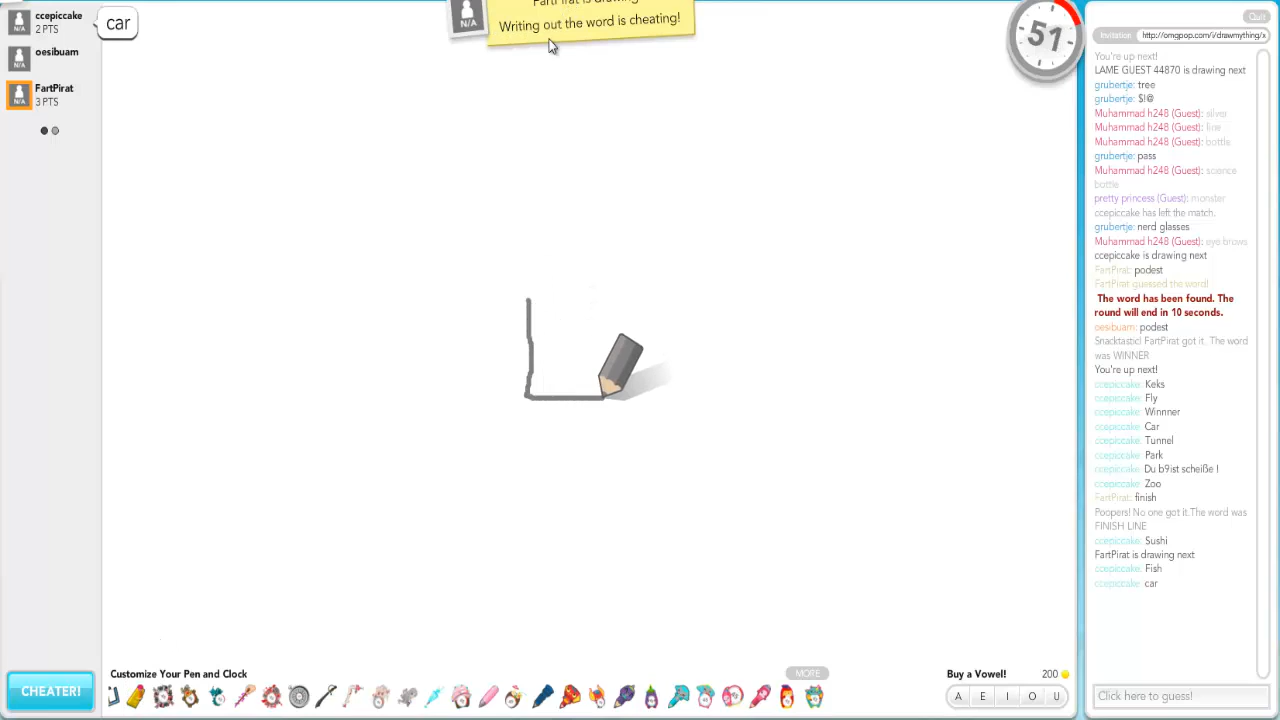 ccepiccake
2 PTS
car
oesibuam
FartPirat
3 PTS
N/A
N/A
N/A
N/A
FartPirat is drawing
Writing out the word is cheating!
51
Quit
Invitation http://omgpop.com/i/drawmything/x
You're up next!
LAME GUEST 44870 is drawing next
grubertje: tree
grubertje: $!@
Muhammad h248 (Guest): silver
Muhammad h248 (Guest): line
Muhammad h248 (Guest): bottle
grubertje: pass
Muhammad h248 (Guest): science
bottle
pretty princess (Guest): monster
ccepiccake has left the match.
grubertje: nerd glasses
Muhammad h248 (Guest): eye brows
ccepiccake is drawing next
FartPirat: podest
FartPirat guessed the word!
The word has been found. The
round will end in 10 seconds.
oesibuam: podest
Snacktastic! FartPirat got it. The word
was WINNER
You're up next!
ccepiccake: Keks
ccepiccake: Fly
ccepiccake: Winnner
ccepiccake: Car
ccepiccake: Tunnel
ccepiccake: Park
ccepiccake: Du b9ist scheiße !
ccepiccake: Zoo
FartPirat: finish
Poopers! No one got it.The word was
FINISH LINE
ccepiccake: Sushi
FartPirat is drawing next
ccepiccake: Fish
ccepiccake: car
CHEATER!
Customize Your Pen and Clock
MORE
Buy a Vowel!
200
A E I O U
Click here to guess!